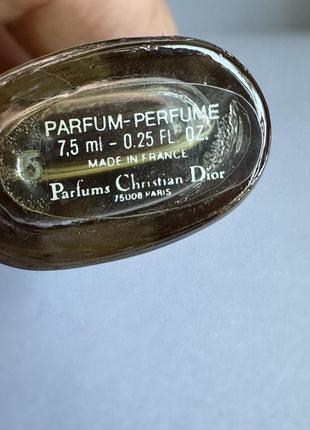 PARFUM-PERFUME
7,5 ml - 0.25 FL. OZ.
MADE IN FRANCE
Parfums Christian Dior
75008 PARIS